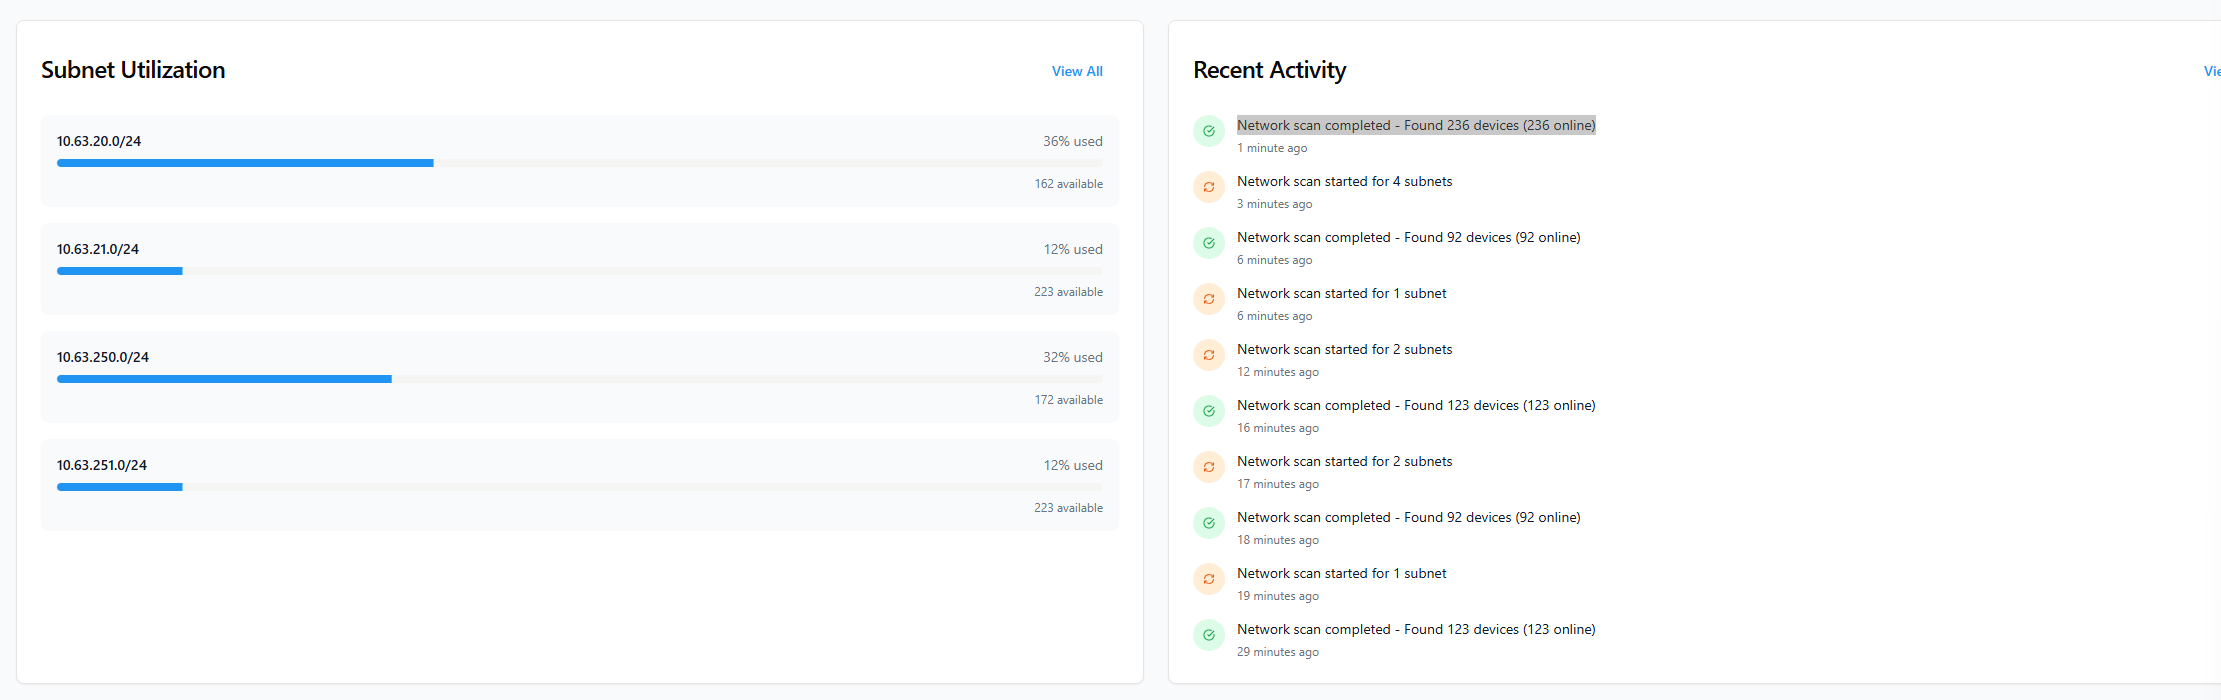 Subnet Utilization
View All
10.63.20.0/24
36% used
162 available
10.63.21.0/24
12% used
223 available
10.63.250.0/24
32% used
172 available
10.63.251.0/24
12% used
223 available
Recent Activity
Vie
Network scan completed - Found 236 devices (236 online)
1 minute ago
Network scan started for 4 subnets
3 minutes ago
Network scan completed - Found 92 devices (92 online)
6 minutes ago
Network scan started for 1 subnet
6 minutes ago
Network scan started for 2 subnets
12 minutes ago
Network scan completed - Found 123 devices (123 online)
16 minutes ago
Network scan started for 2 subnets
17 minutes ago
Network scan completed - Found 92 devices (92 online)
18 minutes ago
Network scan started for 1 subnet
19 minutes ago
Network scan completed - Found 123 devices (123 online)
29 minutes ago